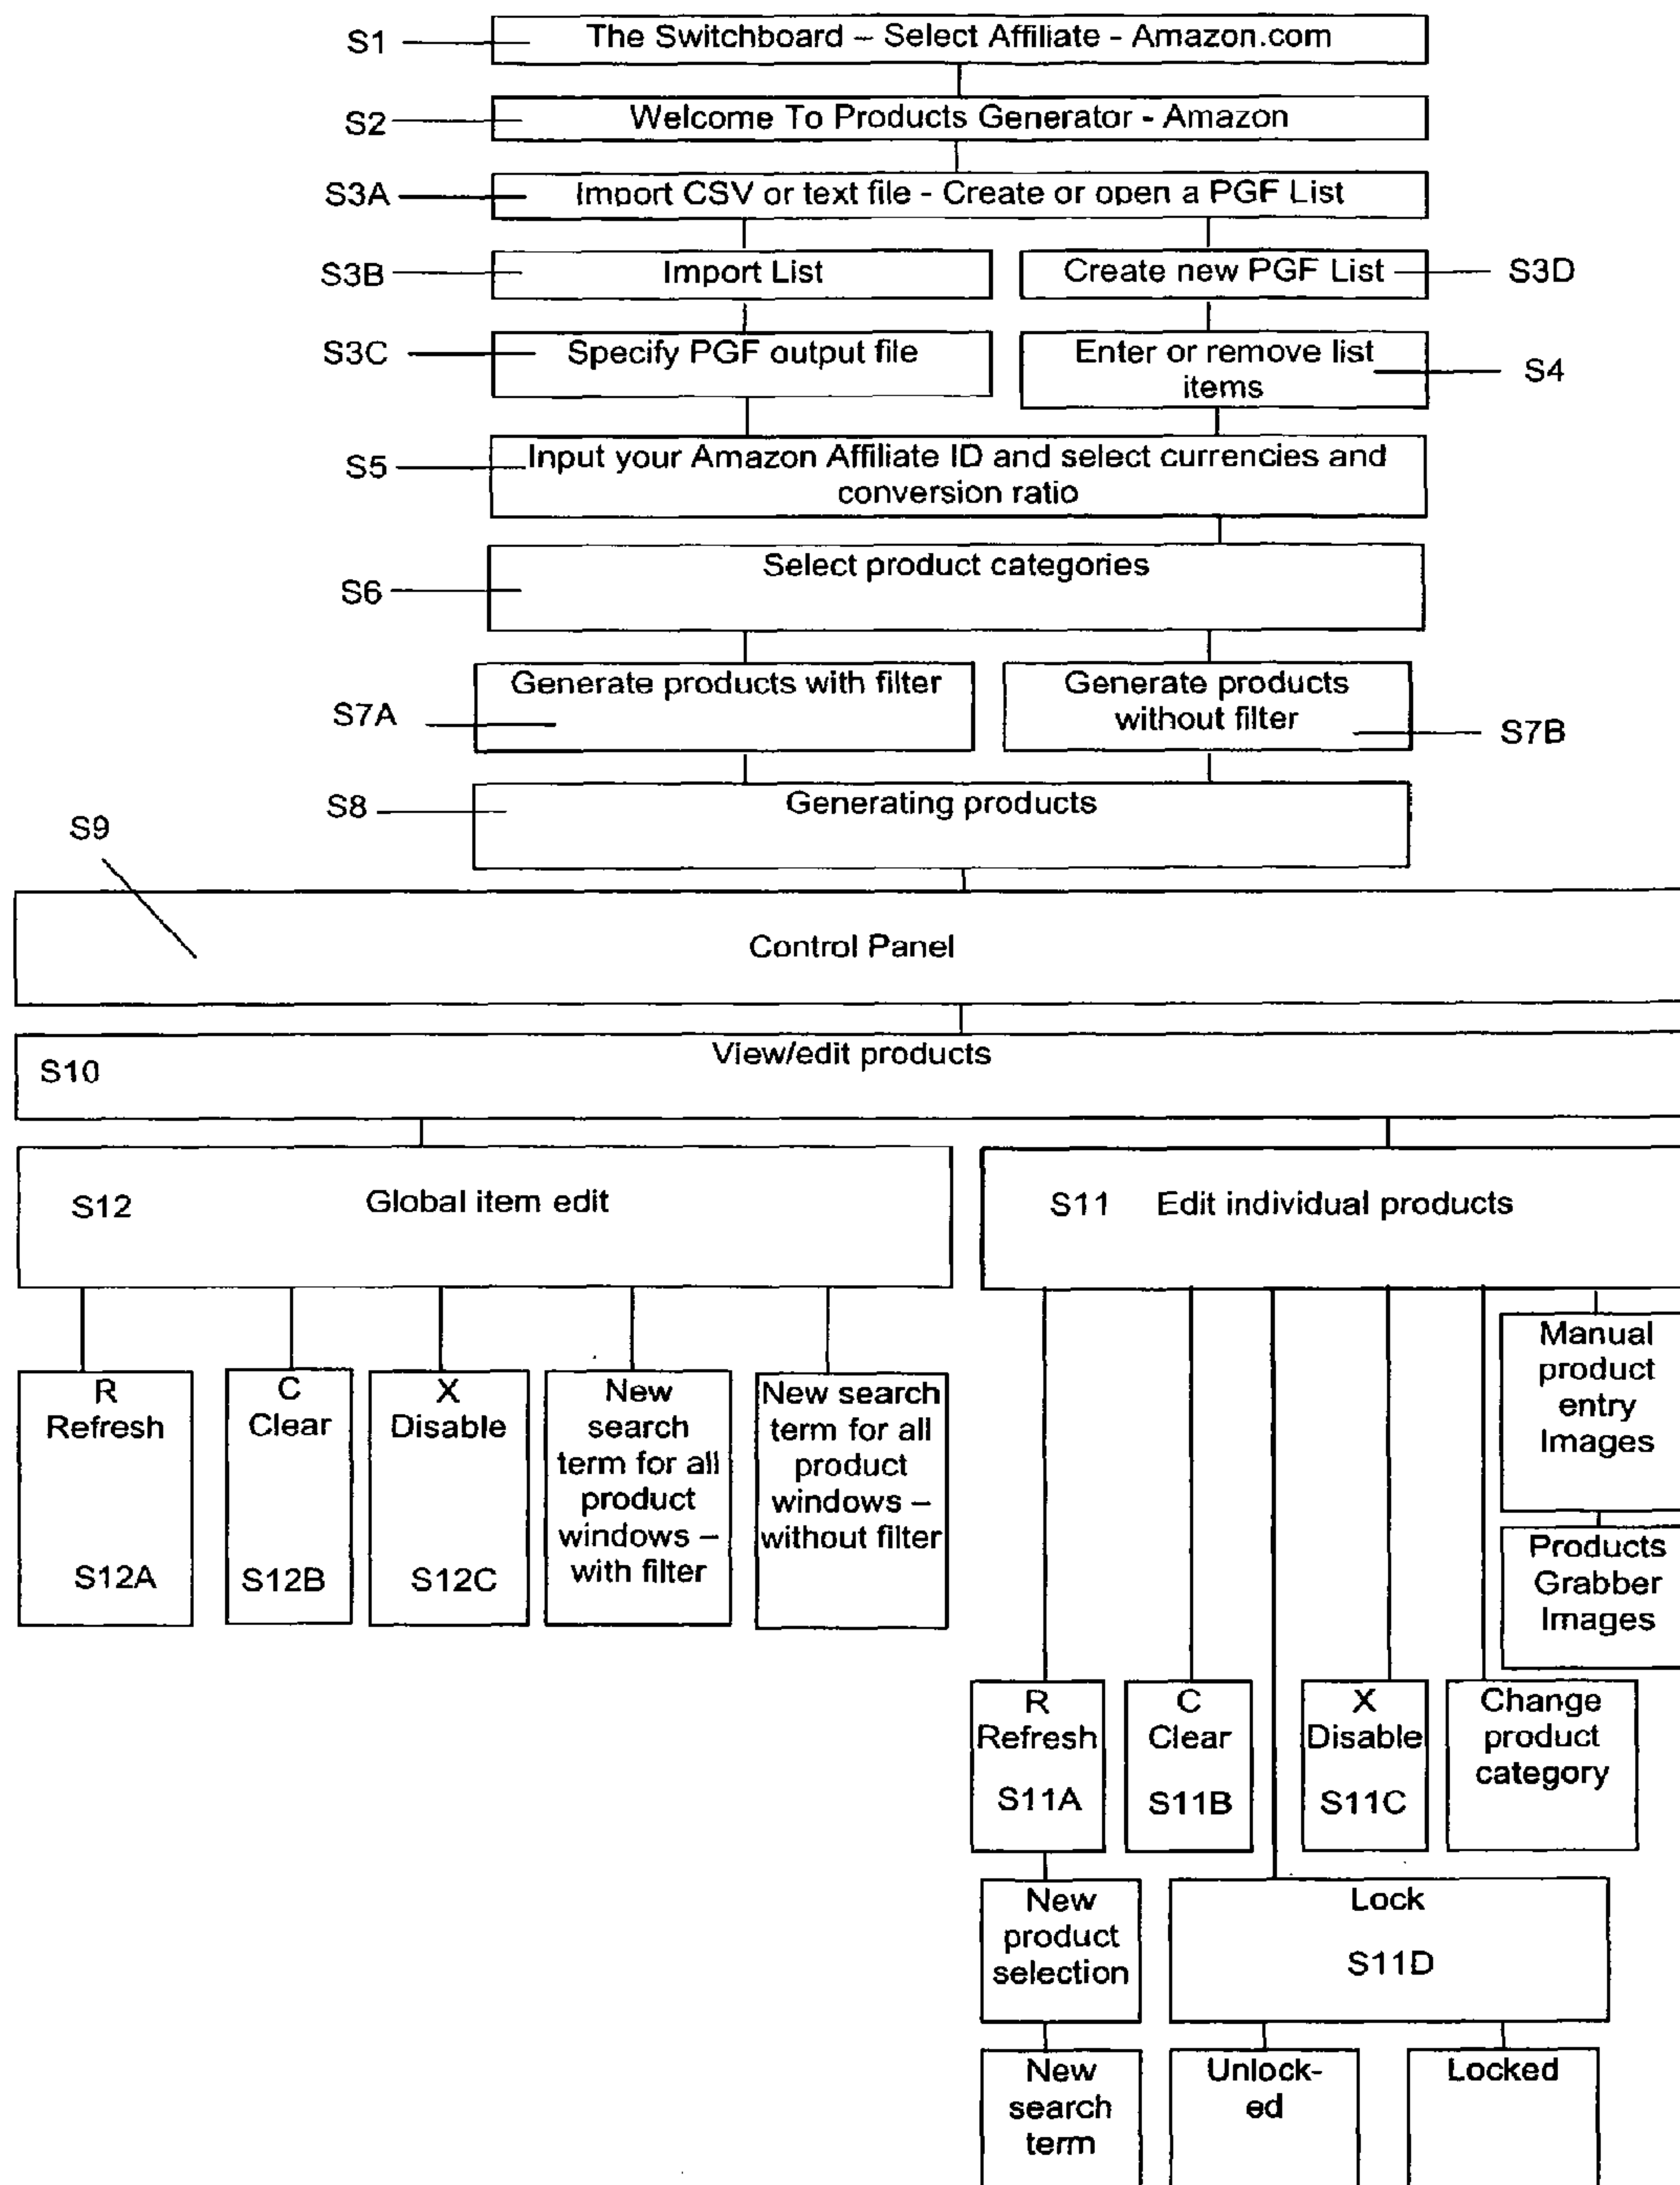 S1
The Switchboard – Select Affiliate - Amazon.com
S2
Welcome To Products Generator - Amazon
S3A
Import CSV or text file - Create or open a PGF List
S3B
Import List
Create new PGF List
S3D
S3C
Specify PGF output file
Enter or remove list
items
S4
S5
Input your Amazon Affiliate ID and select currencies and
conversion ratio
S6
Select product categories
S7A
Generate products with filter
Generate products
without filter
S7B
S8
Generating products
S9
Control Panel
S10
View/edit products
S12
Global item edit
S11
Edit individual products
R
Refresh
S12A
C
Clear
S12B
X
Disable
S12C
New
search
term for all
product
windows –
with filter
New search
term for all
product
windows –
without filter
Manual
product
entry
Images
Products
Grabber
Images
R
Refresh
S11A
C
Clear
S11B
X
Disable
S11C
Change
product
category
New
product
selection
Lock
S11D
New
search
term
Unlock-
ed
Locked